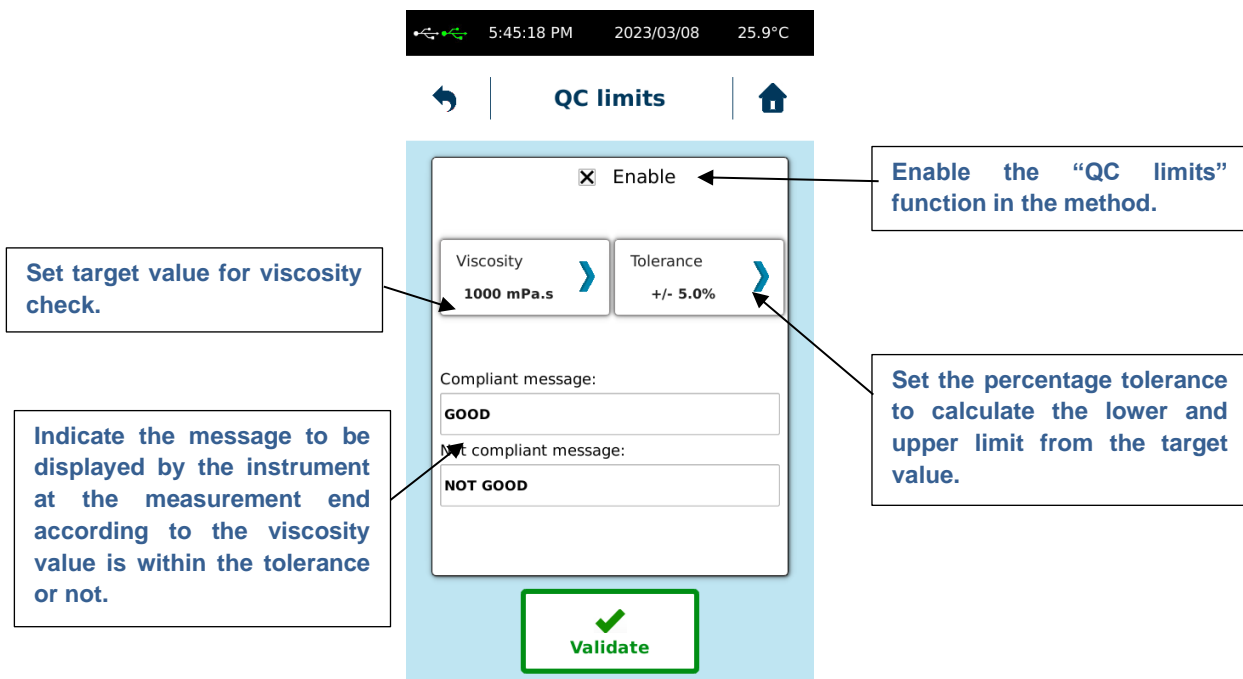 5:45:18 PM 2023/03/08 25.9°C
QC limits
Enable
Enable the “QC limits”
function in the method.
Set target value for viscosity
check.
Viscosity
1000 mPa.s
Tolerance
+/- 5.0%
Set the percentage tolerance
to calculate the lower and
upper limit from the target
value.
Compliant message:
GOOD
Not compliant message:
NOT GOOD
Indicate the message to be
displayed by the instrument
at the measurement end
according to the viscosity
value is within the tolerance
or not.
Validate